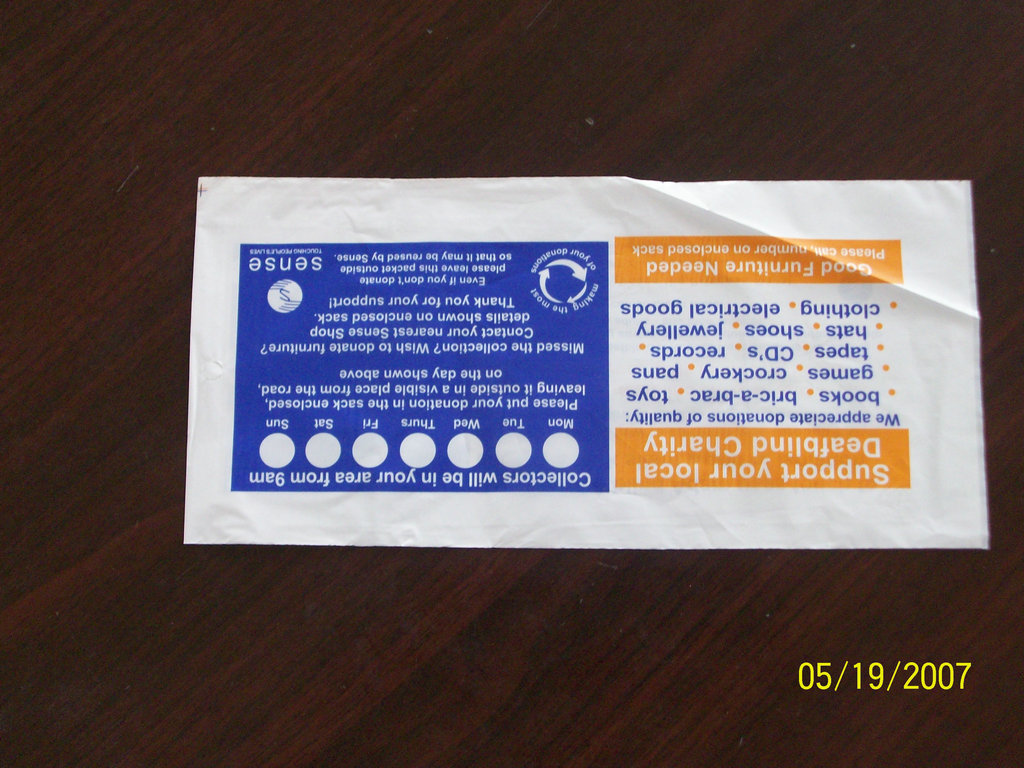 Support your local
Deafblind Charity
We appreciate donations of quality:
• books • bric-a-brac • toys
• games • crockery • pans
• tapes • CD's • records •
• hats • shoes • jewellery
• clothing • electrical goods
Good Furniture Needed
Please call, number on enclosed sack
Collectors will be in your area from 9am
Mon Tue Wed Thurs Fri Sat Sun
Please put your donation in the sack enclosed,
leaving it outside in a visible place from the road,
on the day shown above
Missed the collection? Wish to donate furniture?
Contact your nearest Sense Shop
details shown on enclosed sack.
Thank you for your support!
Even if you don't donate
please leave this packet outside
so that it may be reused by Sense.
making the most
of your donations
sense
TOUCHING PEOPLE'S LIVES
05/19/2007